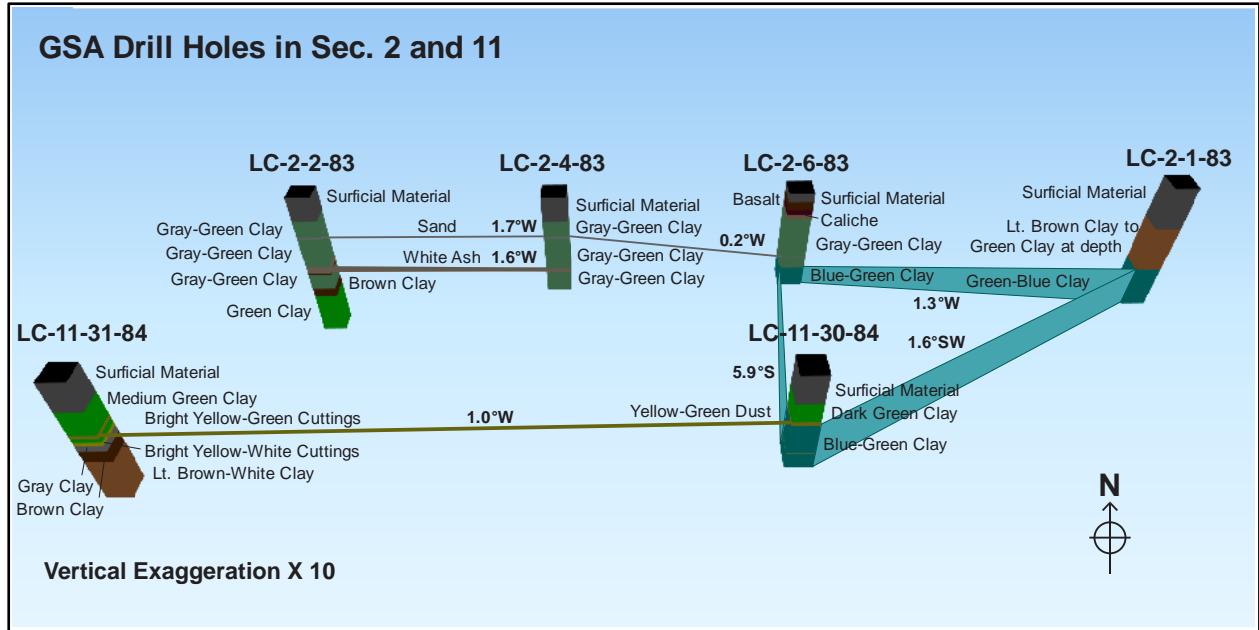 GSA Drill Holes in Sec. 2 and 11
LC-2-2-83
LC-2-4-83
LC-2-6-83
LC-2-1-83
Surficial Material
Gray-Green Clay
Sand
1.7°W
Gray-Green Clay
White Ash
1.6°W
Gray-Green Clay
Brown Clay
Green Clay
Surficial Material
Gray-Green Clay
Gray-Green Clay
Gray-Green Clay
0.2°W
Basalt
Surficial Material
Caliche
Gray-Green Clay
Blue-Green Clay
Surficial Material
Lt. Brown Clay to
Green Clay at depth
Green-Blue Clay
1.3°W
1.6°SW
5.9°S
LC-11-31-84
Surficial Material
Medium Green Clay
Bright Yellow-Green Cuttings
Bright Yellow-White Cuttings
Lt. Brown-White Clay
Gray Clay
Brown Clay
1.0°W
LC-11-30-84
Surficial Material
Yellow-Green Dust
Dark Green Clay
Blue-Green Clay
N
Vertical Exaggeration X 10